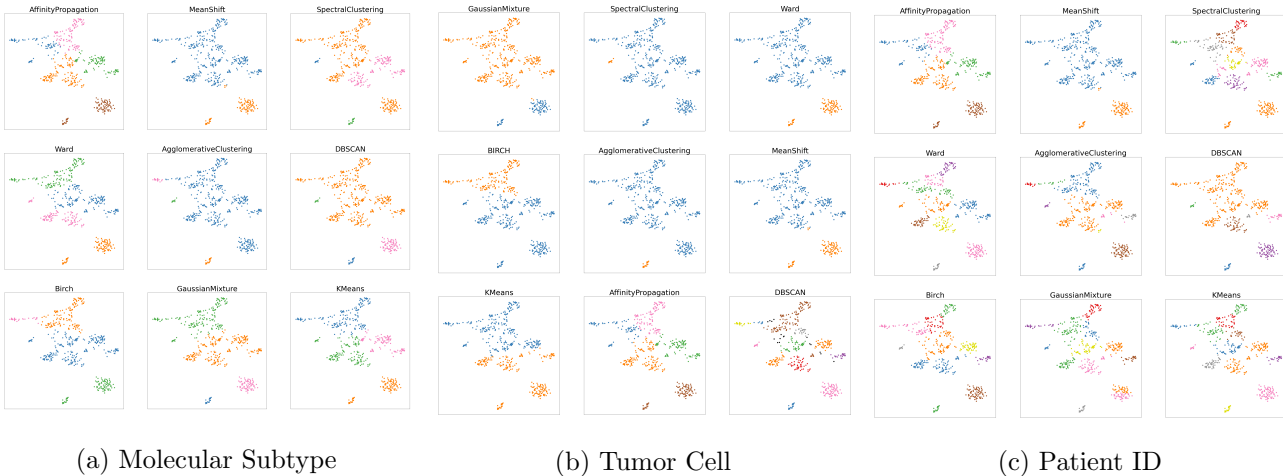 AffinityPropagation MeanShift SpectralClustering
Ward AgglomerativeClustering DBSCAN
Birch GaussianMixture KMeans
(a) Molecular Subtype
GaussianMixture SpectralClustering Ward
BIRCH AgglomerativeClustering MeanShift
KMeans AffinityPropagation DBSCAN
(b) Tumor Cell
AffinityPropagation MeanShift SpectralClustering
Ward AgglomerativeClustering DBSCAN
Birch GaussianMixture KMeans
(c) Patient ID